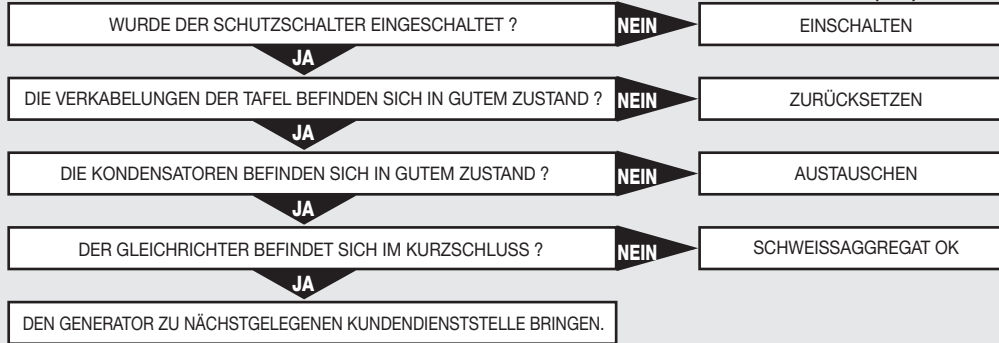 WURDE DER SCHUTZSCHALTER EINGESCHALTET ? NEIN EINSCHALTEN
JA
DIE VERKABELUNGEN DER TAFEL BEFINDEN SICH IN GUTEM ZUSTAND ? NEIN ZURÜCKSETZEN
JA
DIE KONDENSATOREN BEFINDEN SICH IN GUTEM ZUSTAND ? NEIN AUSTAUSCHEN
JA
DER GLEICHRICHTER BEFINDET SICH IM KURZSCHLUSS ? NEIN SCHWEISSAGGREGAT OK
JA
DEN GENERATOR ZU NÄCHSTGELEGENEN KUNDENDIENSTSTELLE BRINGEN.